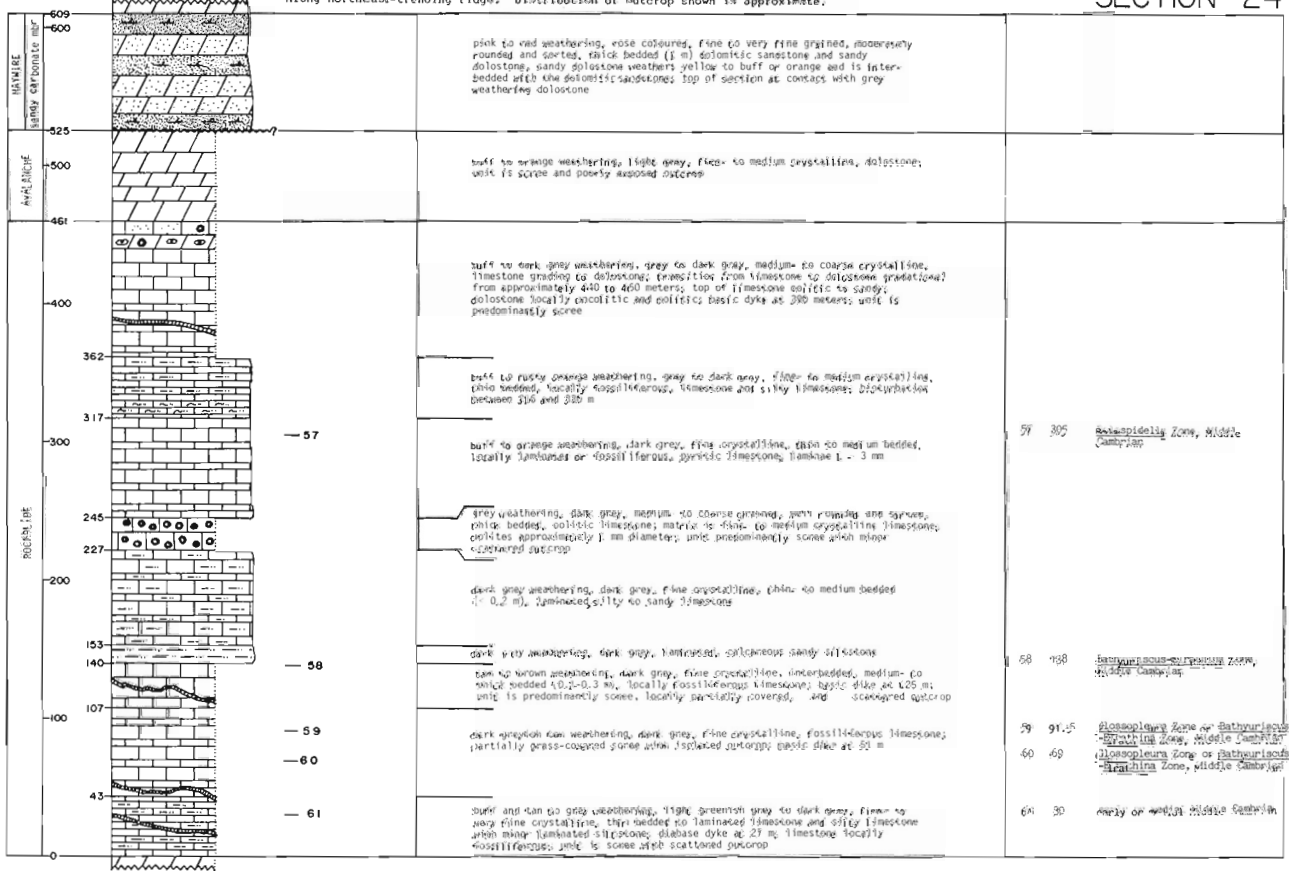 along northeast-trending ridge. Distribution of outcrop shown is approximate.
SECTION 24
609
600
HAYWIRE
sandy carbonate mbr
pink to red weathering, rose coloured, fine to very fine grained, moderately
rounded and sorted, thick bedded (1 m) dolomitic sandstone and sandy
dolostone, sandy dolostone weathers yellow to buff or orange and is inter-
bedded with the dolomitic sandstone; top of section at contact with grey
weathering dolostone
525
?
AVALANCHE
500
buff to orange weathering, light grey, fine- to medium crystalline, dolostone;
unit is scree and poorly exposed outcrop
461
buff to dark grey weathering, grey to dark grey, medium- to coarse crystalline,
limestone grading to dolostone; transition from limestone to dolostone gradational
from approximately 440 to 460 meters; top of limestone oolitic to sandy;
dolostone locally oncolitic and oolitic; basic dyke at meters; unit is
predominantly scree
400
362
buff to rusty orange weathering, grey to dark grey, fine- to medium crystalline,
thin bedded, locally fossiliferous, limestone and silty limestone; bioturbation
between and m
317
57
300
buff to orange weathering, dark grey, fine crystalline, thin to medium bedded,
locally laminated or fossiliferous, pyritic limestone; laminae 1 - 3 mm
57 305 Zone, Middle
Cambrian
ROCKSLIDE
245
grey weathering, dark grey, medium- to coarse grained, well rounded and sorted,
thick bedded, oolitic limestone; matrix is fine- to medium crystalline limestone;
oolites approximately 1 mm diameter; unit predominantly scree with minor
scattered outcrop
227
200
dark grey weathering, dark grey, fine crystalline, thin- to medium bedded
(< 0.2 m), laminated silty to sandy limestone
153
dark grey weathering, dark grey, laminated, calcareous sandy siltstone
140
58
58 138 Zone,
Middle Cambrian
tan to brown weathering, dark grey, fine crystalline, interbedded, medium- to
thick bedded m, locally fossiliferous limestone; basic dike at 125 m;
unit is predominantly scree, locally partially covered, and scattered outcrop
107
100
59
dark greyish tan weathering, dark grey, fine crystalline, fossiliferous limestone;
partially grass-covered scree with isolated outcrop; basic dike at m
59 Glossopleura Zone or Bathyuriscus
Zone, Middle Cambrian
60
60 69 Glossopleura Zone or Bathyuriscus
Zone, Middle Cambrian
43
61
buff and tan to grey weathering, light greenish grey to dark grey, fine- to
very fine crystalline, thin bedded to laminated limestone and silty limestone
with minor laminated siltstone; diabase dyke at 27 m; limestone locally
fossiliferous; unit is scree with scattered outcrop
30 early or Middle Cambrian
0